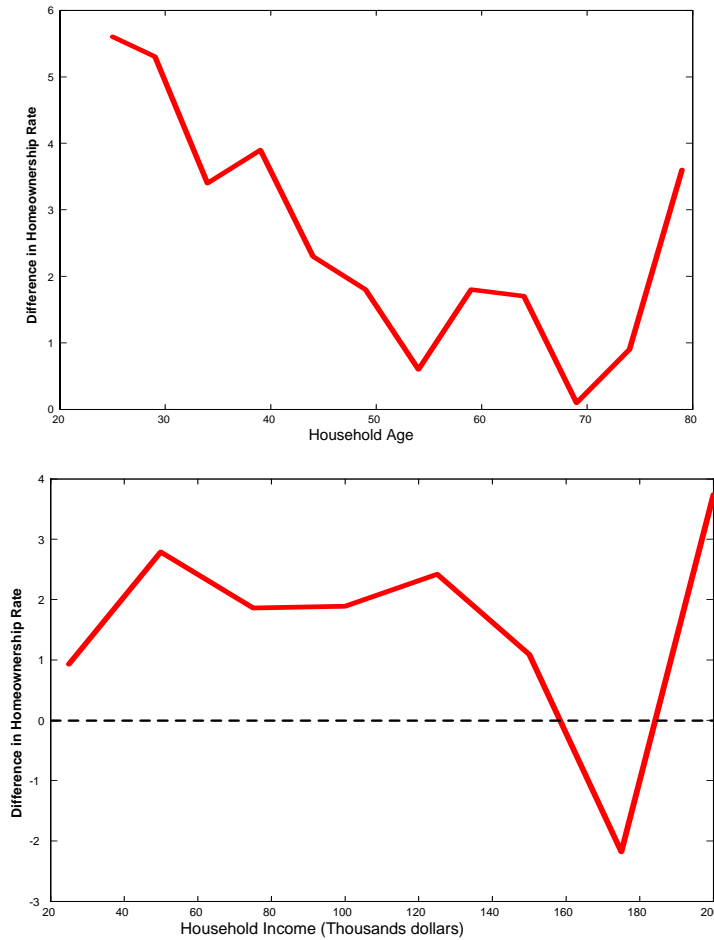 6
5
4
3
2
1
0
Difference in Homeownership Rate
20 30 40 50 60 70 80
Household Age
4
3
2
1
0
-1
-2
-3
Difference in Homeownership Rate
20 40 60 80 100 120 140 160 180 200
Household Income (Thousands dollars)